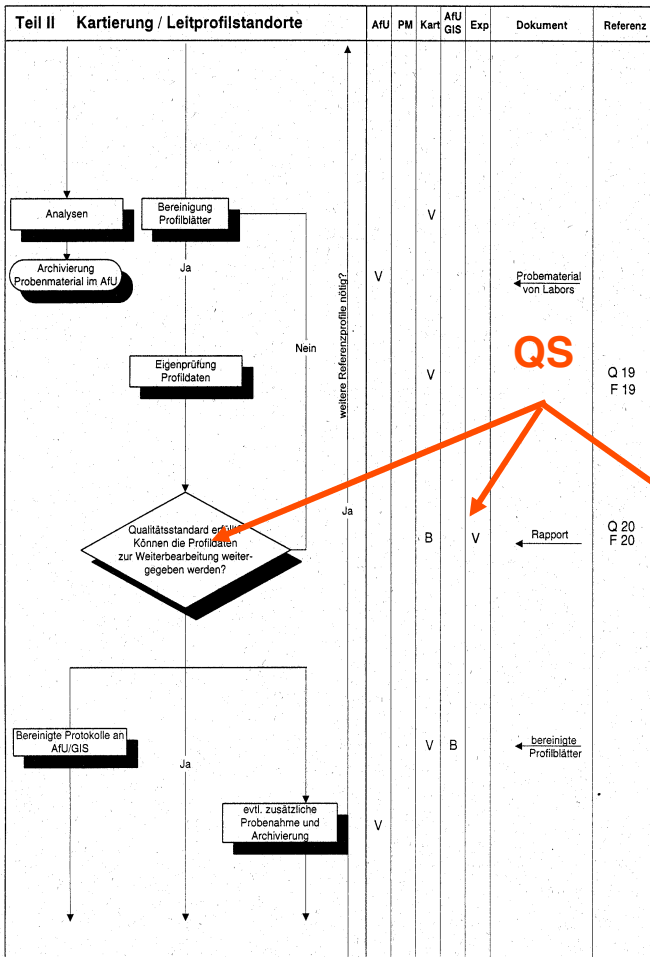 Teil II Kartierung / Leitprofilstandorte
AfU PM Kart AfU GIS Exp Dokument Referenz
Analysen
Bereinigung
Profilblätter
V
Archivierung
Probenmaterial im AfU
Ja
V
Probematerial
von Labors
weitere Referenzprofile nötig?
Nein
QS
Eigenprüfung
Profildaten
V
Q 19
F 19
Ja
Qualitätsstandard erfüllt?
Können die Profildaten
zur Weiterbearbeitung weiter-
gegeben werden?
B
V
Rapport
Q 20
F 20
Bereinigte Protokolle an
AfU/GIS
Ja
V B
bereinigte
Profilblätter
evtl. zusätzliche
Probenahme und
Archivierung
V